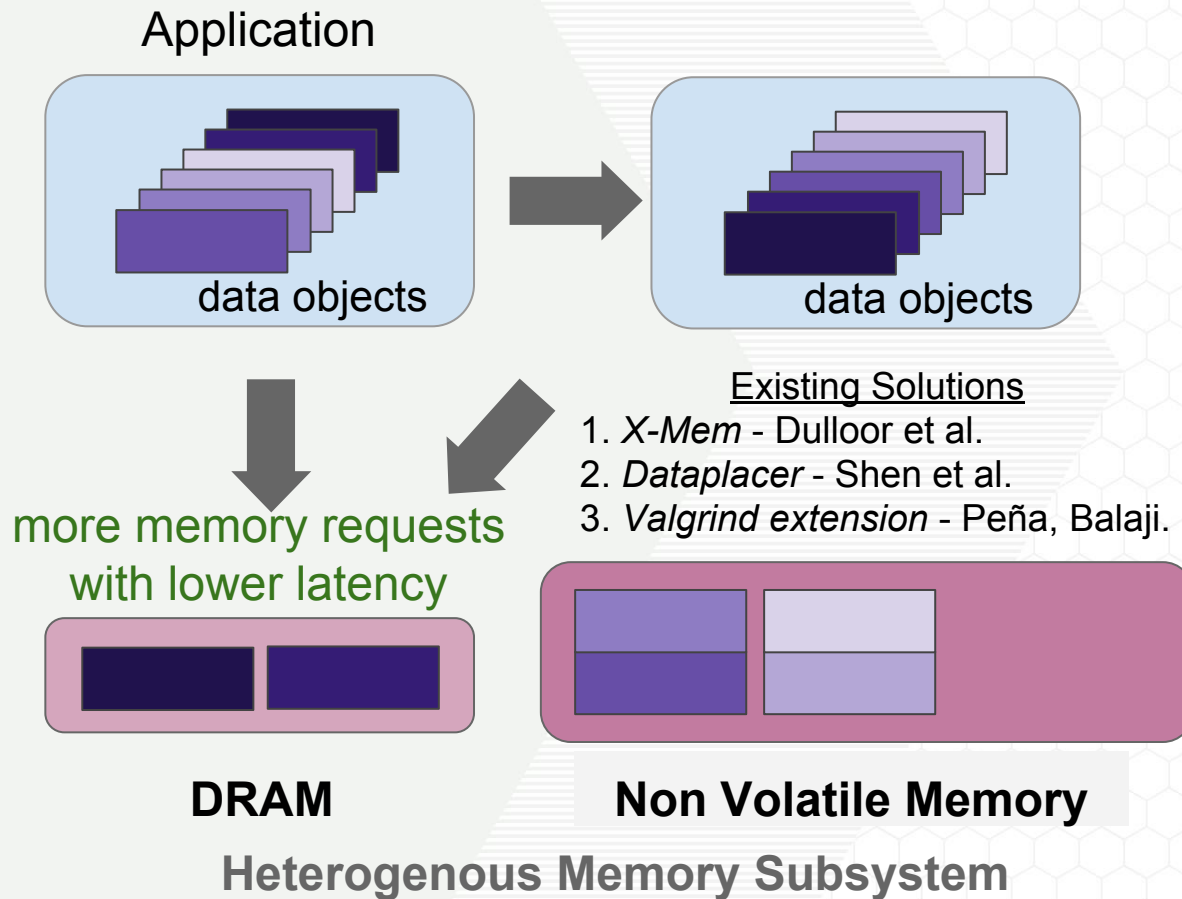 Application
data objects
data objects
Existing Solutions
1. X-Mem - Dulloor et al.
2. Dataplacer - Shen et al.
3. Valgrind extension - Peña, Balaji.
more memory requests
with lower latency
DRAM
Non Volatile Memory
Heterogenous Memory Subsystem